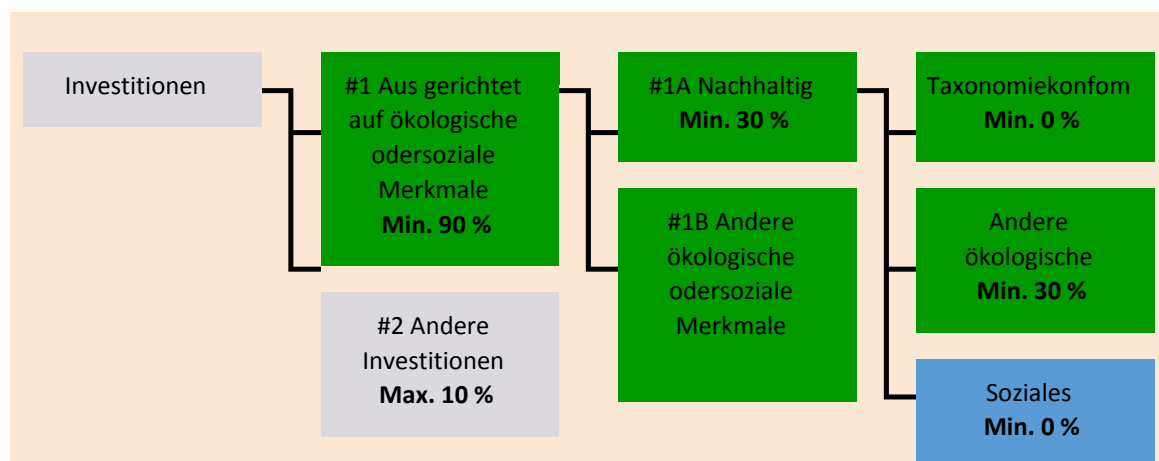 Investitionen
#1 Aus gerichtet
auf ökologische
odersoziale
Merkmale
Min. 90 %
#2 Andere
Investitionen
Max. 10 %
#1A Nachhaltig
Min. 30 %
#1B Andere
ökologische
odersoziale
Merkmale
Taxonomiekonfom
Min. 0 %
Andere
ökologische
Min. 30 %
Soziales
Min. 0 %